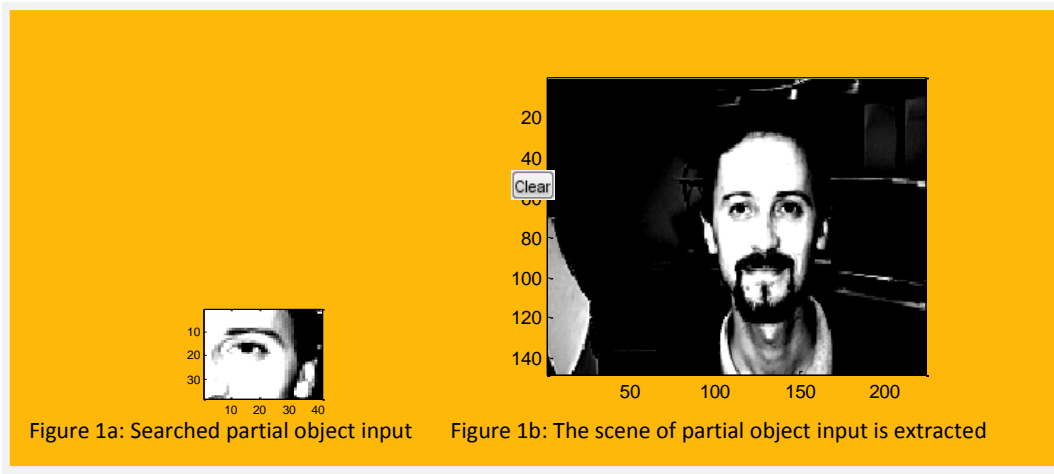 20
40
Clear
60
80
100
120
140
50 100 150 200
10
20
30
10 20 30 40
Figure 1a: Searched partial object input
Figure 1b: The scene of partial object input is extracted